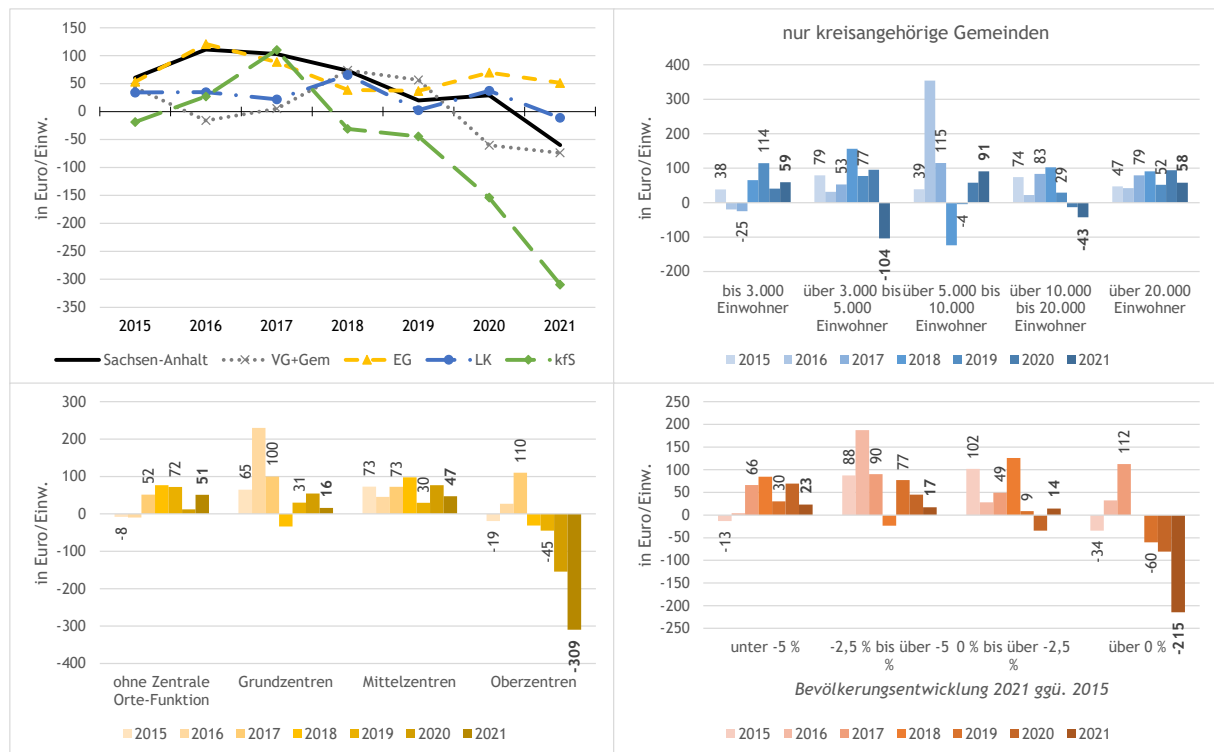 150
100
50
0
-50
-100
-150
-200
-250
-300
-350
in Euro/Einw.
2015 2016 2017 2018 2019 2020 2021
Sachsen-Anhalt VG+Gem EG LK kfS
nur kreisangehörige Gemeinden
400
300
200
100
0
-100
-200
in Euro/Einw.
38 -25 114 59
79 53 77 -104
39 115 -4 91
74 83 29 -43
47 79 52 58
bis 3.000 über 3.000 bis über 5.000 bis über 10.000 über 20.000
Einwohner 5.000 10.000 bis 20.000 Einwohner
Einwohner Einwohner Einwohner
2015 2016 2017 2018 2019 2020 2021
300
200
100
0
-100
-200
-300
-400
in Euro/Einw.
-8 52 72 51
65 100 31 16
73 73 30 47
-19 110 -45 -309
ohne Zentrale Grundzentren Mittelzentren Oberzentren
Orte-Funktion
2015 2016 2017 2018 2019 2020 2021
250
200
150
100
50
0
-50
-100
-150
-200
-250
in Euro/Einw.
-13 66 30 23
88 90 77 17
102 49 9 14
-34 112 -60 -215
unter -5 % -2,5 % bis über -5 0 % bis über -2,5 über 0 %
% %
Bevölkerungsentwicklung 2021 ggü. 2015
2015 2016 2017 2018 2019 2020 2021